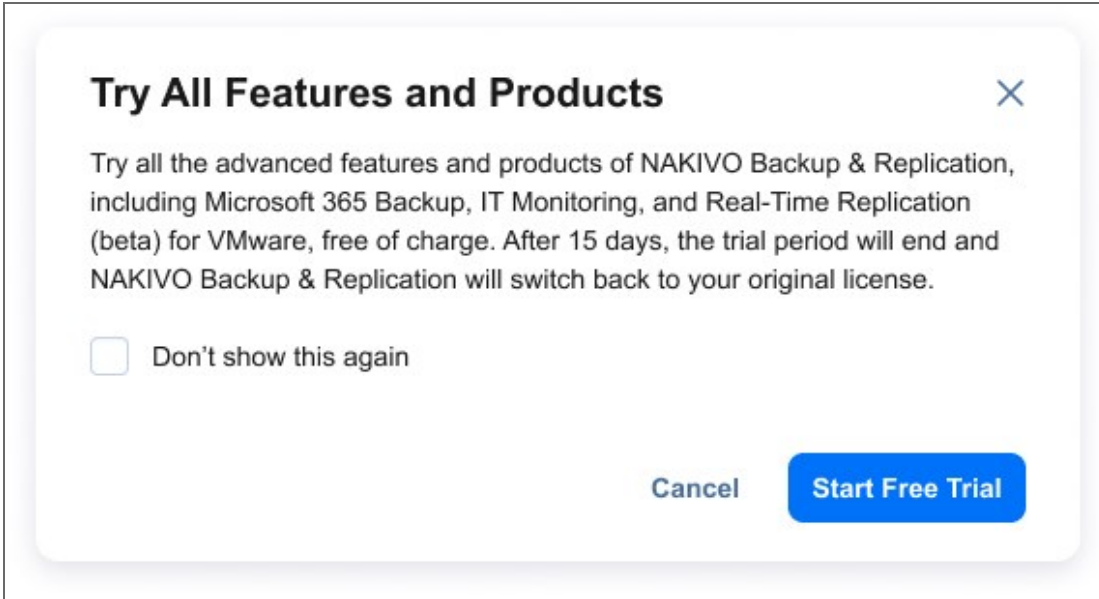 Try All Features and Products
Try all the advanced features and products of NAKIVO Backup & Replication,
including Microsoft 365 Backup, IT Monitoring, and Real-Time Replication
(beta) for VMware, free of charge. After 15 days, the trial period will end and
NAKIVO Backup & Replication will switch back to your original license.
Don’t show this again
Cancel
Start Free Trial